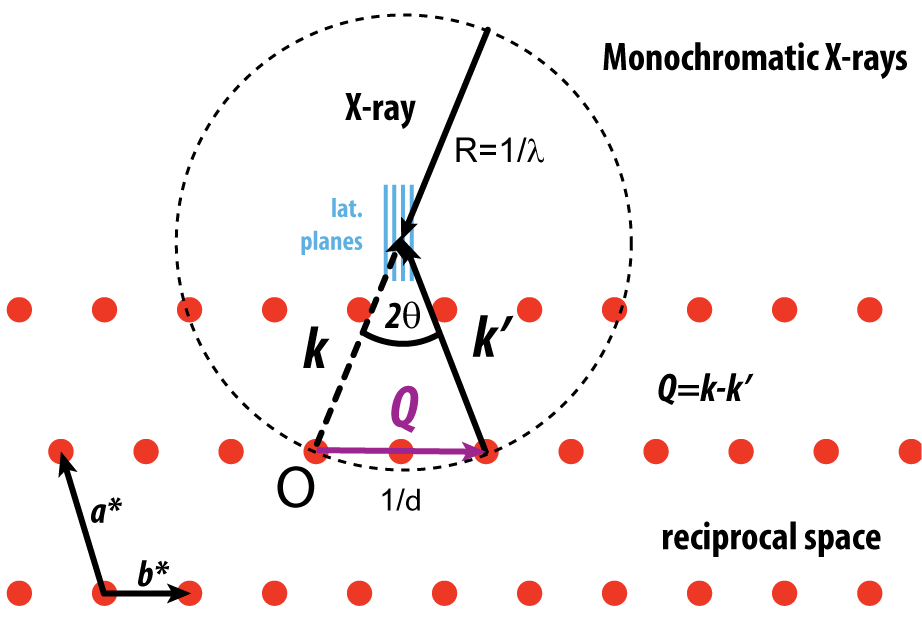 Monochromatic X-rays
X-ray
R=1/λ
lat.
planes
2θ
k
k′
Q
Q=k-k′
O
1/d
a*
b*
reciprocal space